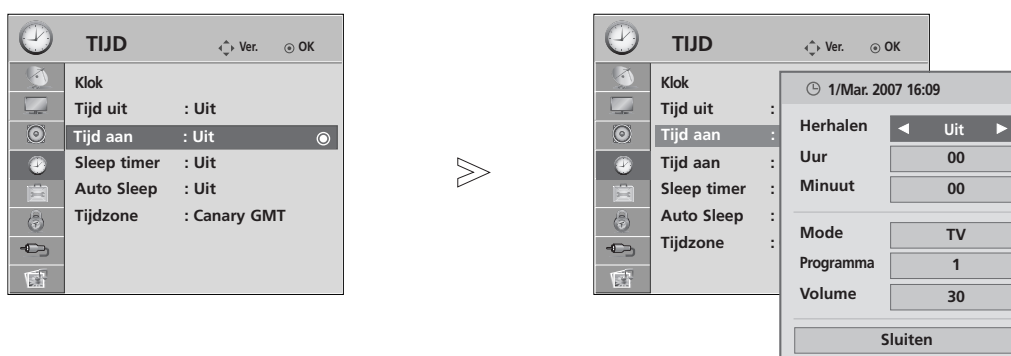 TIJD Ver. OK
Klok
Tijd uit : Uit
Tijd aan : Uit
Sleep timer : Uit
Auto Sleep : Uit
Tijdzone : Canary GMT
TIJD Ver. OK
Klok
Tijd uit :
Tijd aan :
Tijd aan :
Sleep timer :
Auto Sleep :
Tijdzone :
1/Mar. 2007 16:09
Herhalen ◄ Uit ►
Uur 00
Minuut 00
Mode TV
Programma 1
Volume 30
Sluiten